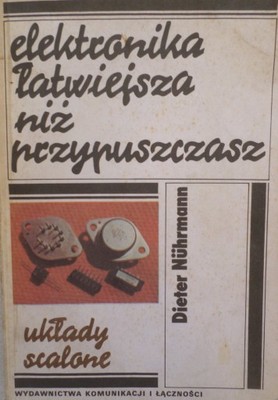 elektronika
łatwiejsza
niż
przypuszczasz
Dieter Nührmann
układy
scalone
WYDAWNICTWA KOMUNIKACJI I ŁĄCZNOŚCI